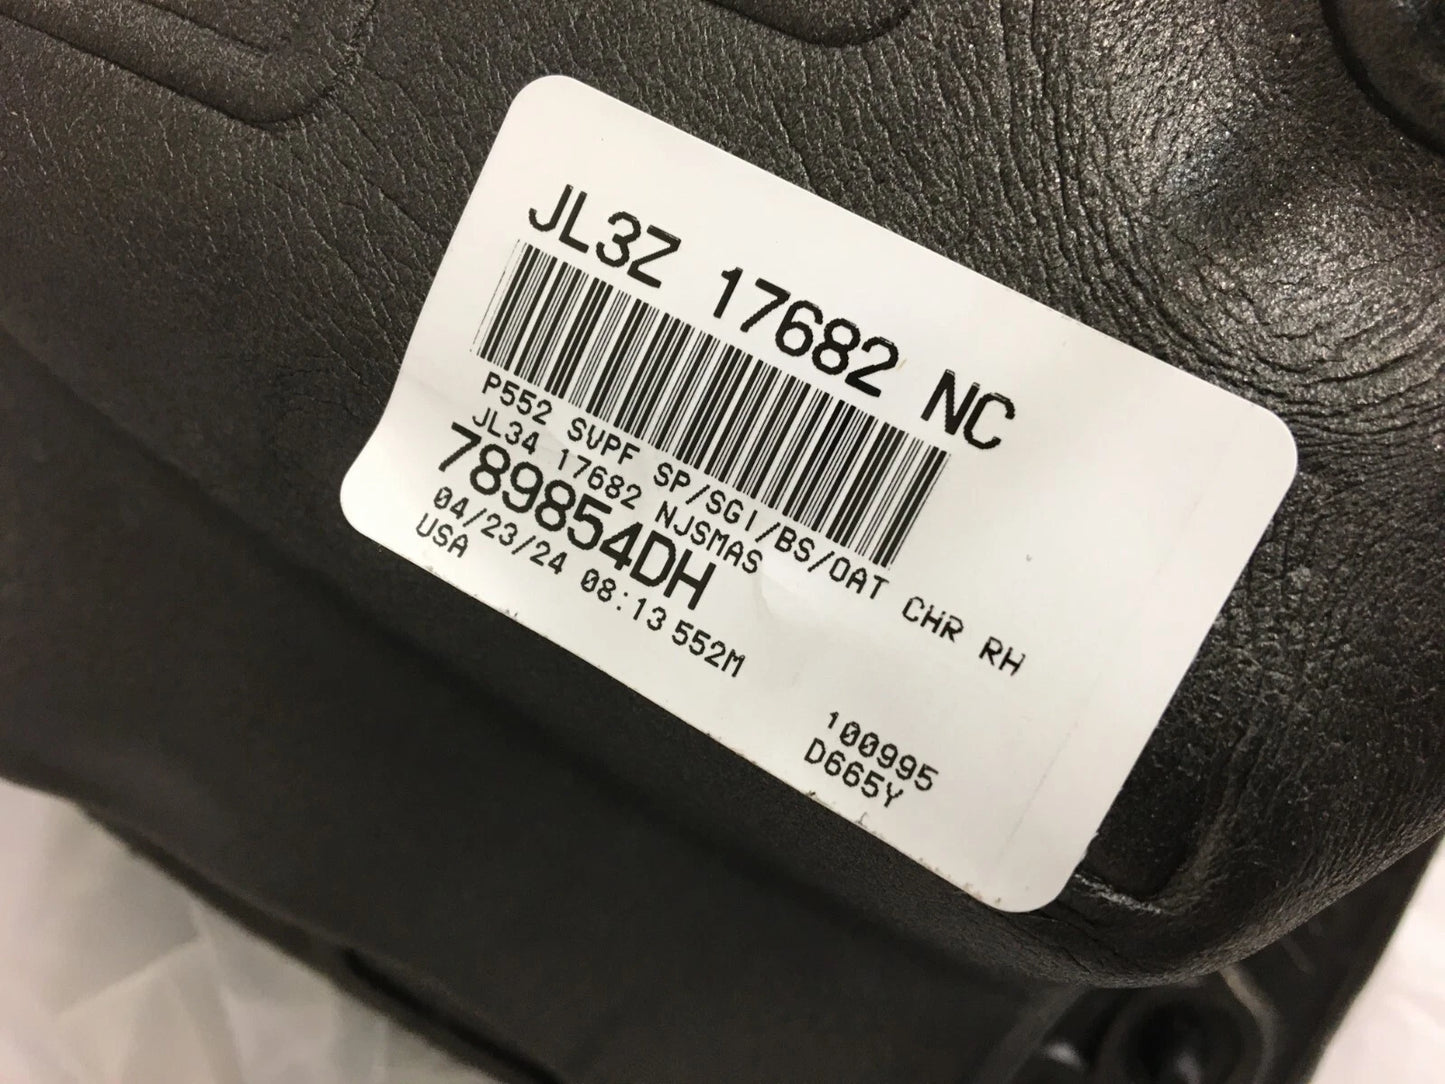 JL3Z 17682 NC
P552 SVPF SP/SGI/BS/OAT CHR RH
JL34 17682 NJSMAS
789854DH
04/23/24 08:13 552M
USA
100995
D665Y